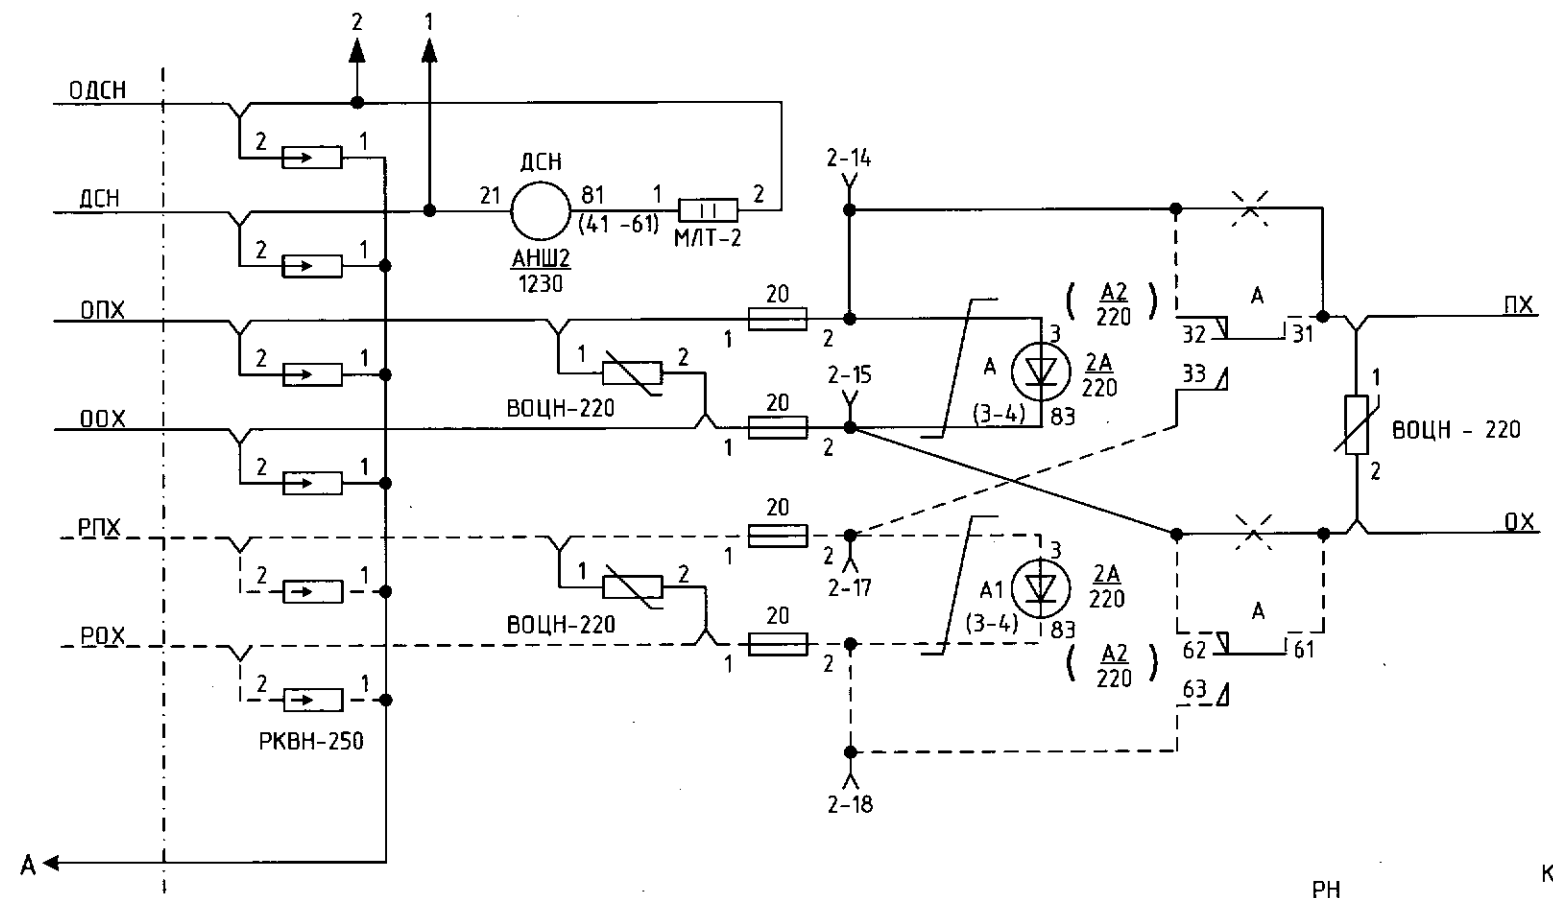 2 1
ОДСН
2 1
ДСН
ДСН
21 81 1 2
(41 -61)
МЛТ-2
АНШ2
1230
2-14
2 1
ОПХ
20
1 2
( А2 )
220
А
ПХ
32 31
2 1
1 2
ВОЦН-220
2-15
3
А
2А
220
33
(3-4) 83
1
ВОЦН - 220
2
ООХ
20
1 2
2 1
РПХ
20
1 2
2-17
ОХ
2 1
1 2
ВОЦН-220
3
А1
2А
220
(3-4) 83
А
РОХ
20
1 2
( А2 )
220
62 61
63
2 1
РКВН-250
2-18
А
РН
К